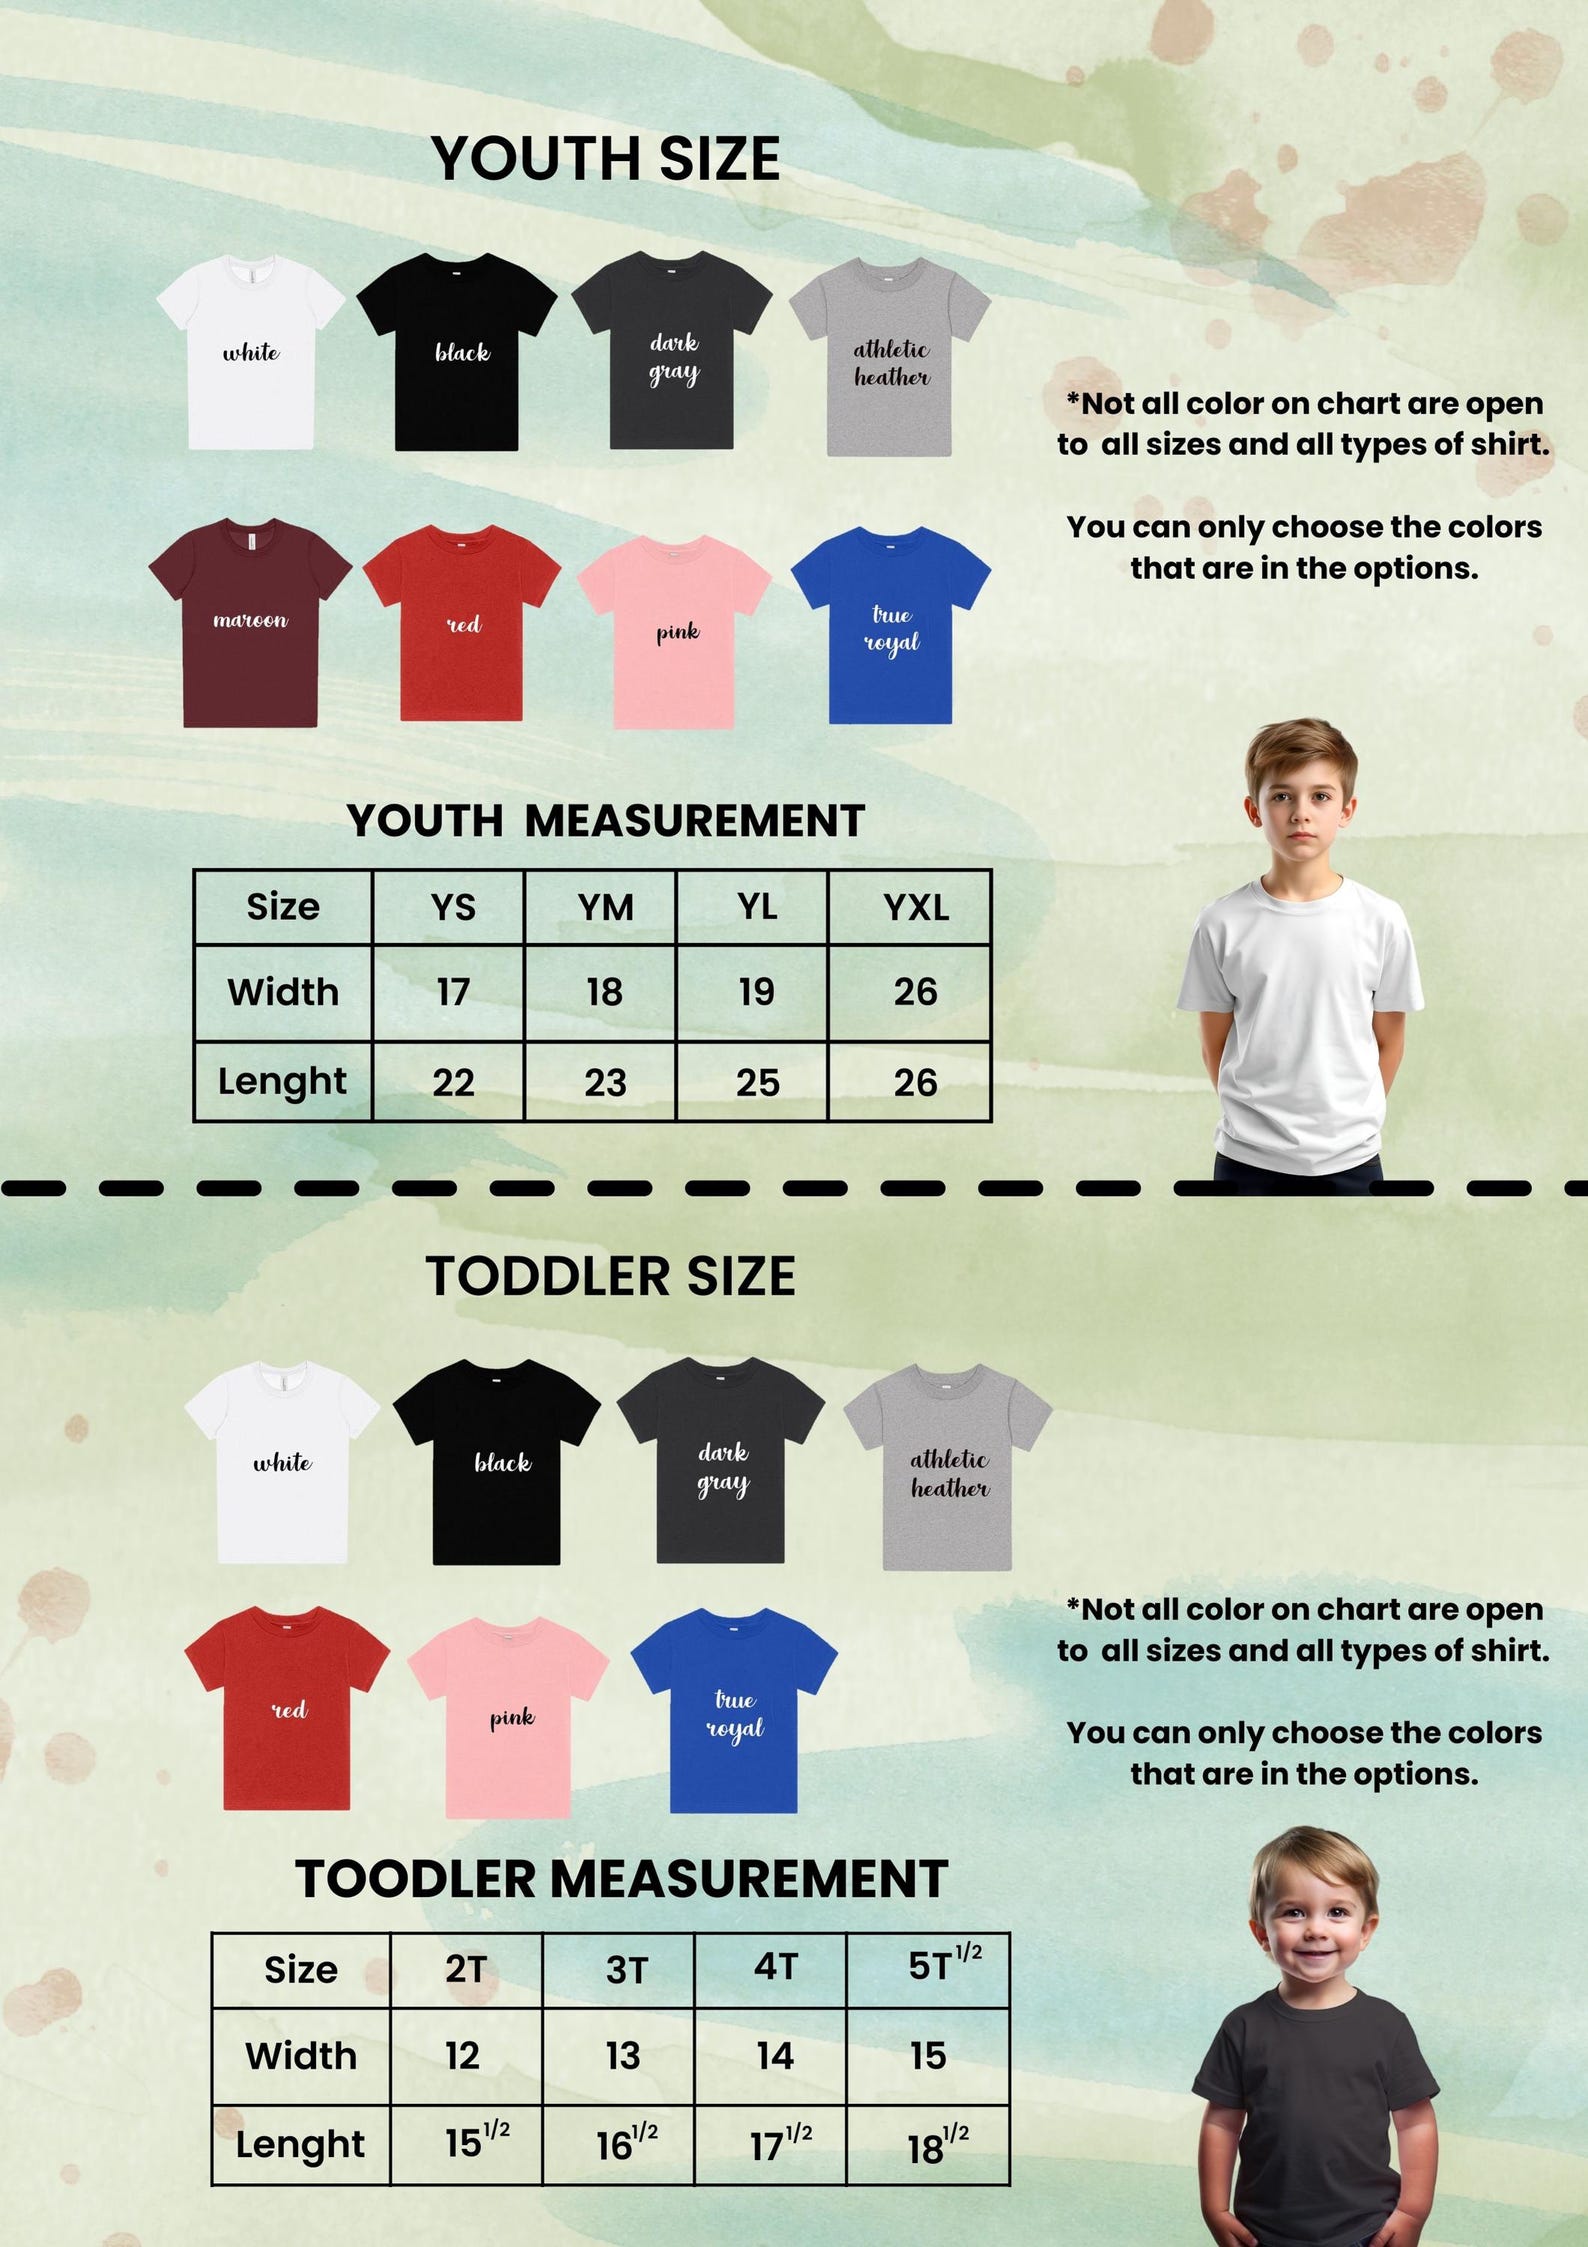 YOUTH SIZE
white
black
dark
gray
athletic
heather
*Not all color on chart are open
to all sizes and all types of shirt.
You can only choose the colors
that are in the options.
maroon
red
pink
true
royal
YOUTH MEASUREMENT
Size YS YM YL YXL
Width 17 18 19 26
Lenght 22 23 25 26
TODDLER SIZE
white
black
dark
gray
athletic
heather
red
pink
true
royal
*Not all color on chart are open
to all sizes and all types of shirt.
You can only choose the colors
that are in the options.
TOODLER MEASUREMENT
Size 2T 3T 4T 5T 1/2
Width 12 13 14 15
Lenght 15 1/2 16 1/2 17 1/2 18 1/2